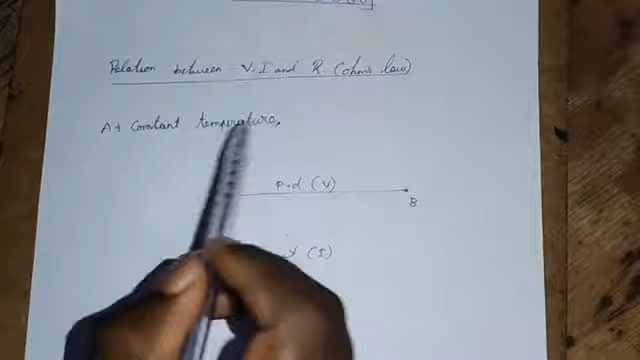 Relation between V.I and R (ohms law)
At constant temperature,
P.d (V)
B
(I)